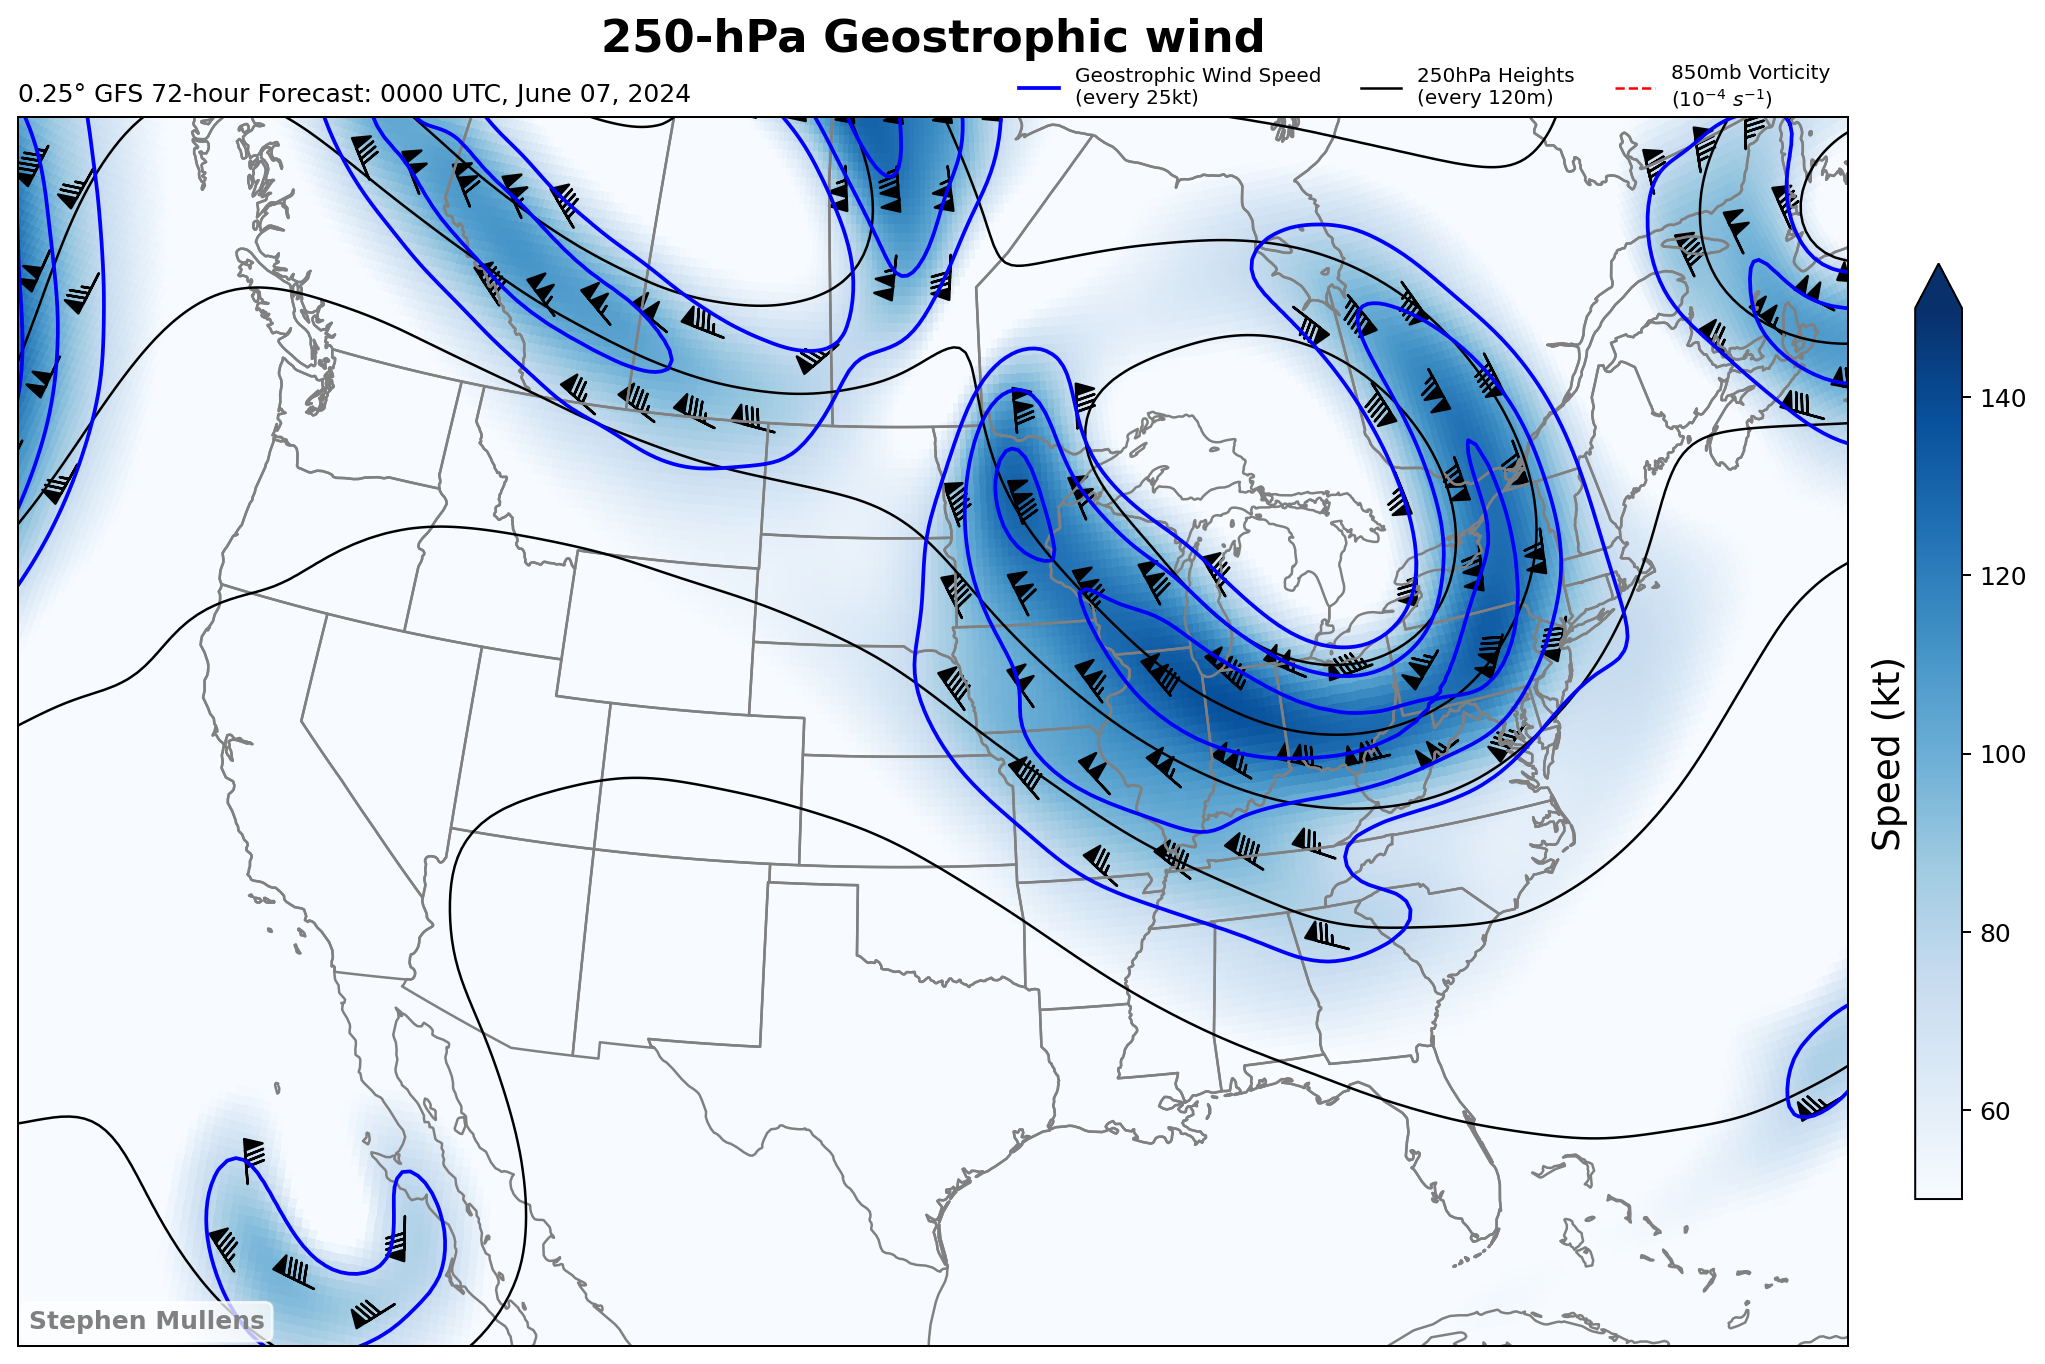 250-hPa Geostrophic wind
0.25° GFS 72-hour Forecast: 0000 UTC, June 07, 2024
Geostrophic Wind Speed
(every 25kt)
250hPa Heights
(every 120m)
850mb Vorticity
(10⁻⁴ s⁻¹)
140
120
100
80
60
Speed (kt)
Stephen Mullens